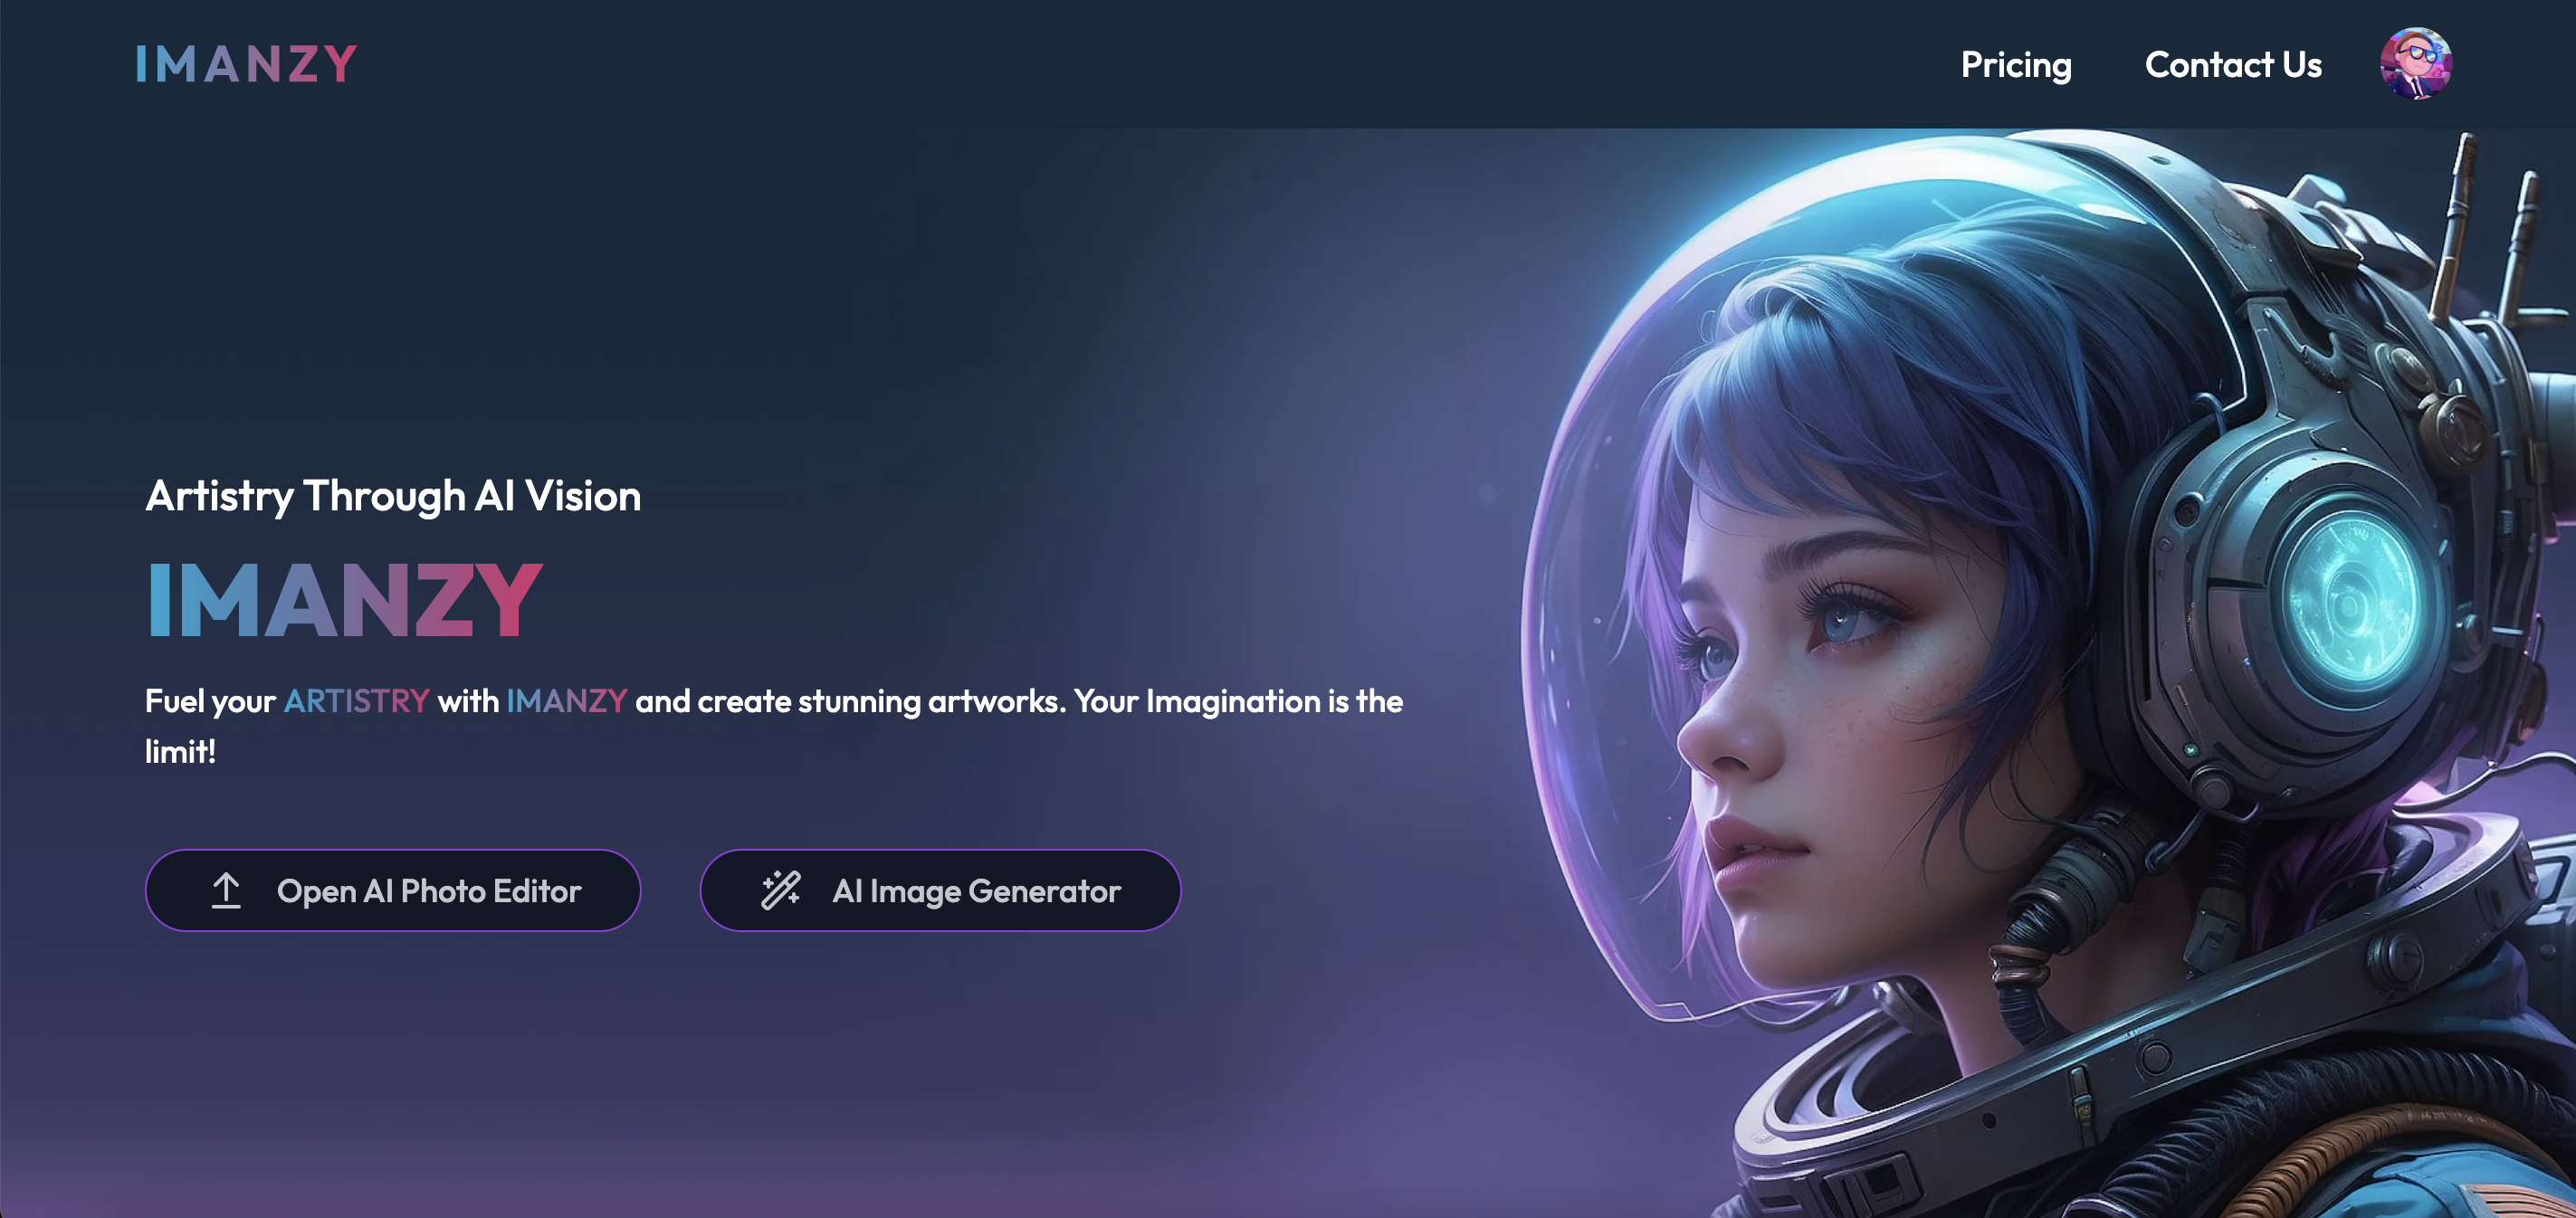 IMANZY
Pricing
Contact Us
Artistry Through AI Vision
IMANZY
Fuel your ARTISTRY with IMANZY and create stunning artworks. Your Imagination is the
limit!
Open AI Photo Editor
AI Image Generator